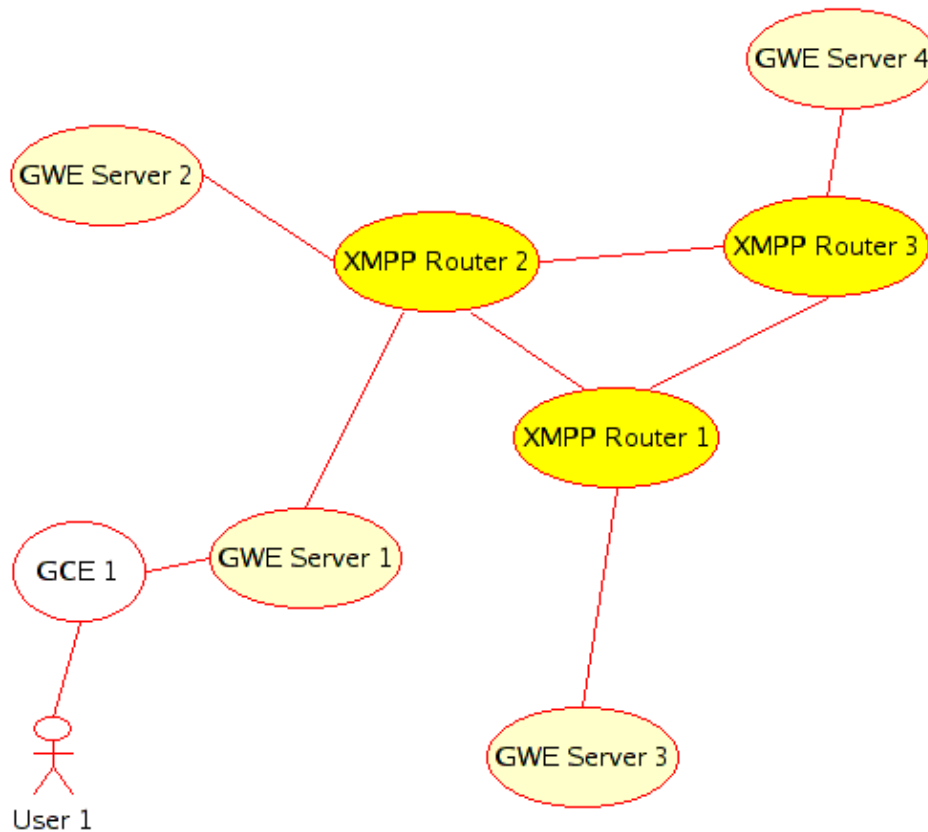 GWE Server 4
GWE Server 2
XMPP Router 2
XMPP Router 3
XMPP Router 1
GCE 1
GWE Server 1
GWE Server 3
User 1